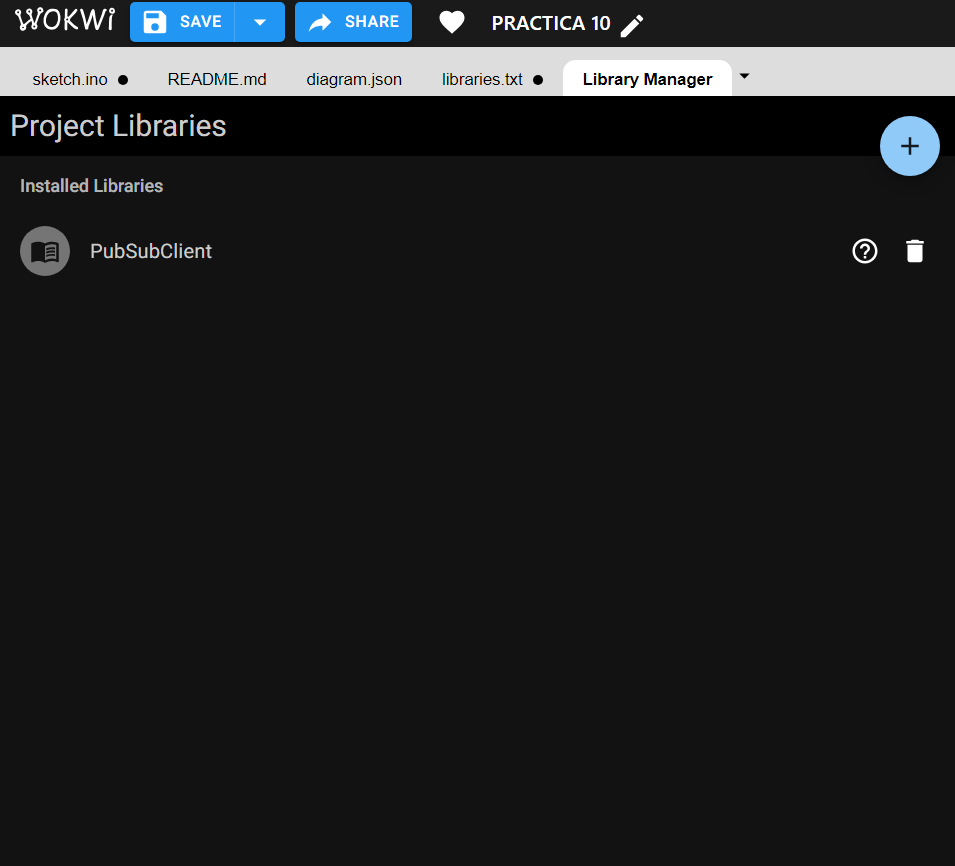 WOKWi SAVE SHARE PRACTICA 10
sketch.ino README.md diagram.json libraries.txt Library Manager
Project Libraries
Installed Libraries
PubSubClient